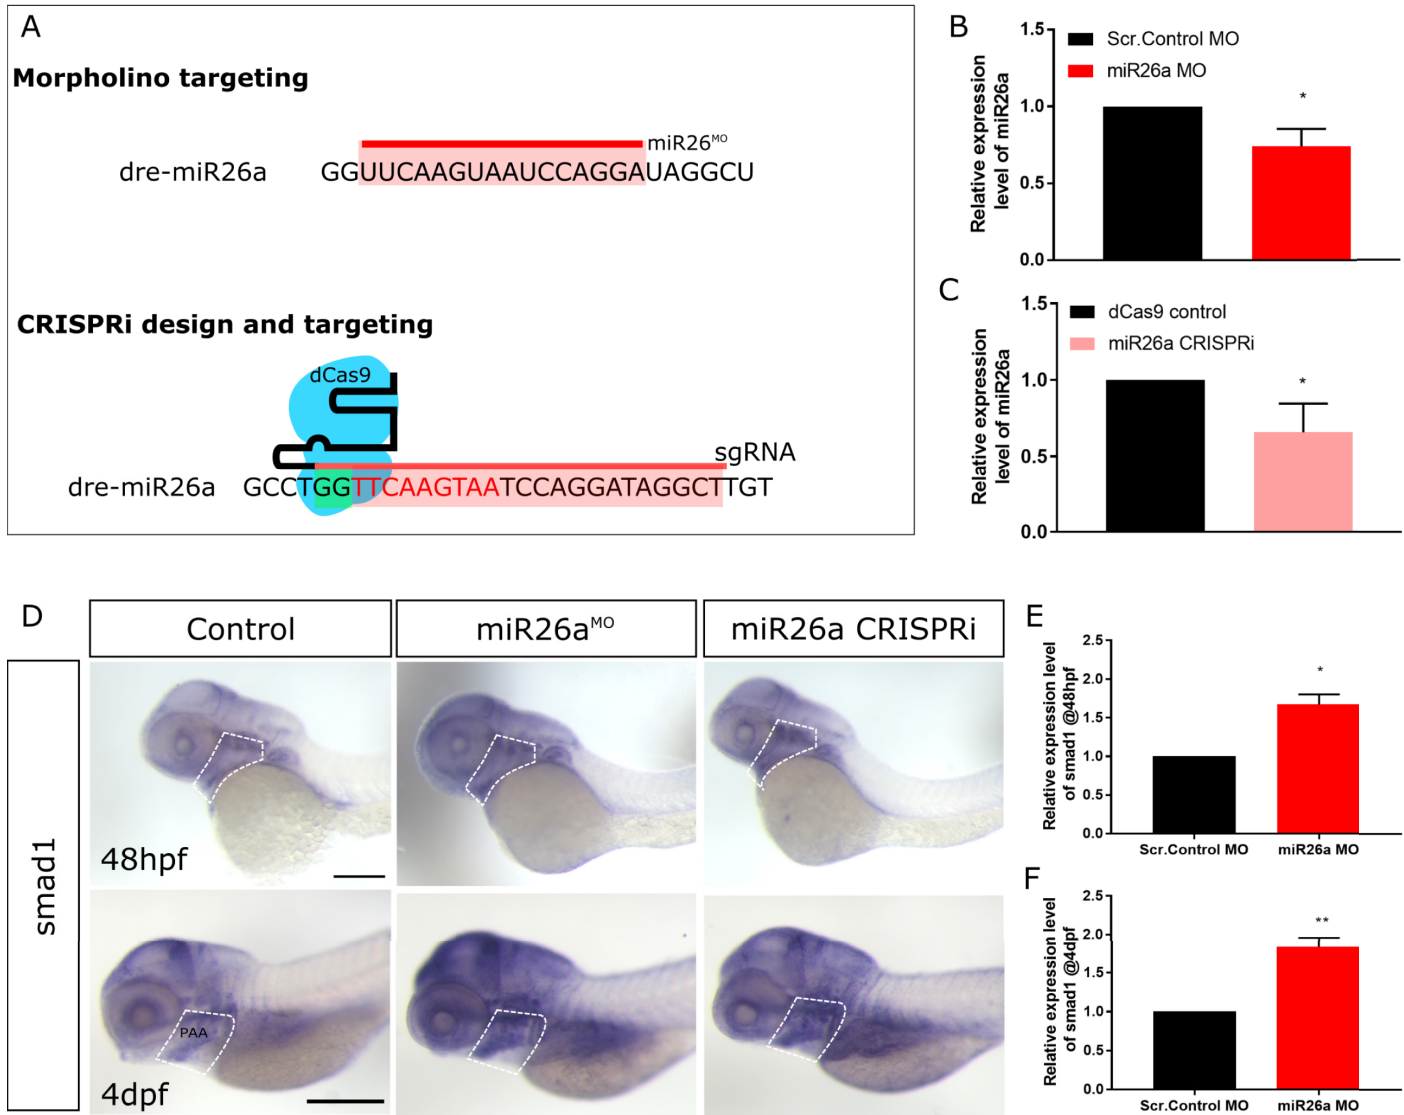 A
Morpholino targeting
miR26MO
dre-miR26a GGUUCAAGUAAUCCAGGAUAGGCU
CRISPRi design and targeting
dCas9
sgRNA
dre-miR26a GCCTGGTTCAAGTAATCCAGGATAGGCTTGT
B
Relative expression
level of miR26a
1.5
1.0
0.5
0.0
Scr.Control MO
miR26a MO
*
C
Relative expression
level of miR26a
1.5
1.0
0.5
0.0
dCas9 control
miR26a CRISPRi
*
D
Control
miR26aMO
miR26a CRISPRi
smad1
48hpf
PAA
4dpf
E
Relative expression level
of smad1 @48hpf
2.5
2.0
1.5
1.0
0.5
0.0
*
Scr.Control MO miR26a MO
F
Relative expression level
of smad1 @4dpf
2.5
2.0
1.5
1.0
0.5
0.0
**
Scr.Control MO miR26a MO